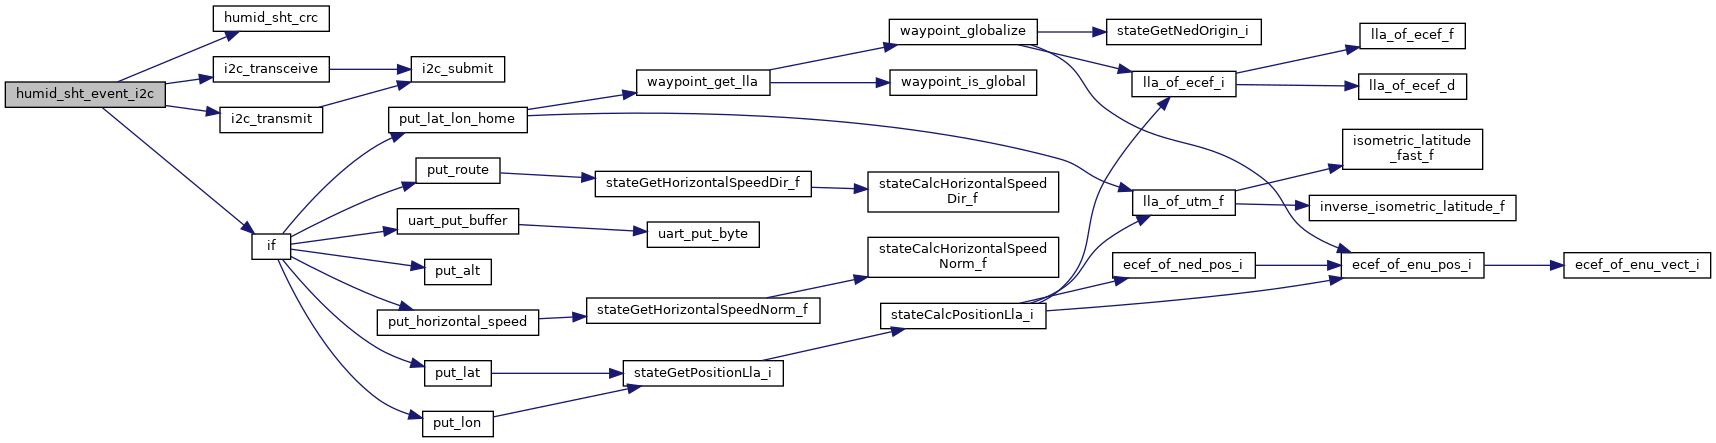 humid_sht_event_i2c
humid_sht_crc
i2c_transceive
i2c_transmit
if
i2c_submit
put_lat_lon_home
put_route
uart_put_buffer
put_alt
put_horizontal_speed
put_lat
put_lon
waypoint_get_lla
stateGetHorizontalSpeedDir_f
uart_put_byte
stateGetHorizontalSpeedNorm_f
stateGetPositionLla_i
waypoint_globalize
waypoint_is_global
stateCalcHorizontalSpeed
Dir_f
stateCalcHorizontalSpeed
Norm_f
stateCalcPositionLla_i
stateGetNedOrigin_i
lla_of_ecef_i
lla_of_utm_f
ecef_of_ned_pos_i
lla_of_ecef_f
lla_of_ecef_d
isometric_latitude
_fast_f
inverse_isometric_latitude_f
ecef_of_enu_pos_i
ecef_of_enu_vect_i